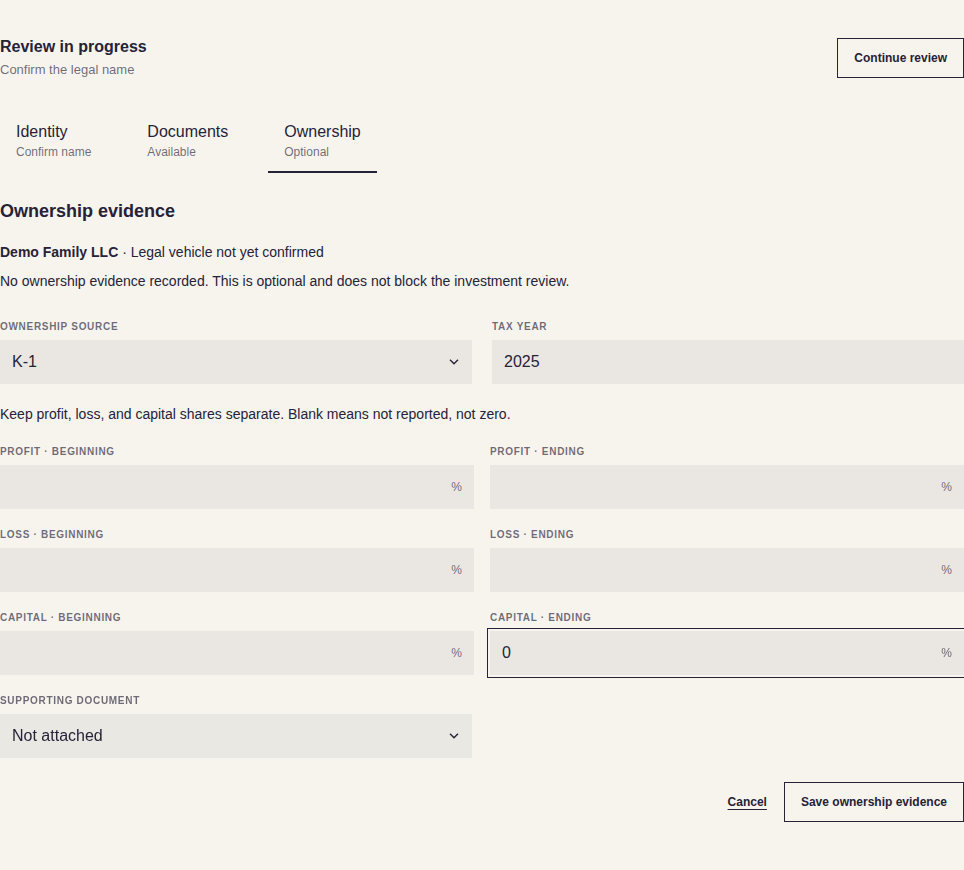 Review in progress
Confirm the legal name
Continue review
Identity
Confirm name
Documents
Available
Ownership
Optional
Ownership evidence
Demo Family LLC · Legal vehicle not yet confirmed
No ownership evidence recorded. This is optional and does not block the investment review.
OWNERSHIP SOURCE
TAX YEAR
K-1
2025
Keep profit, loss, and capital shares separate. Blank means not reported, not zero.
PROFIT · BEGINNING
PROFIT · ENDING
%
%
LOSS · BEGINNING
LOSS · ENDING
%
%
CAPITAL · BEGINNING
CAPITAL · ENDING
%
0 %
SUPPORTING DOCUMENT
Not attached
Cancel
Save ownership evidence